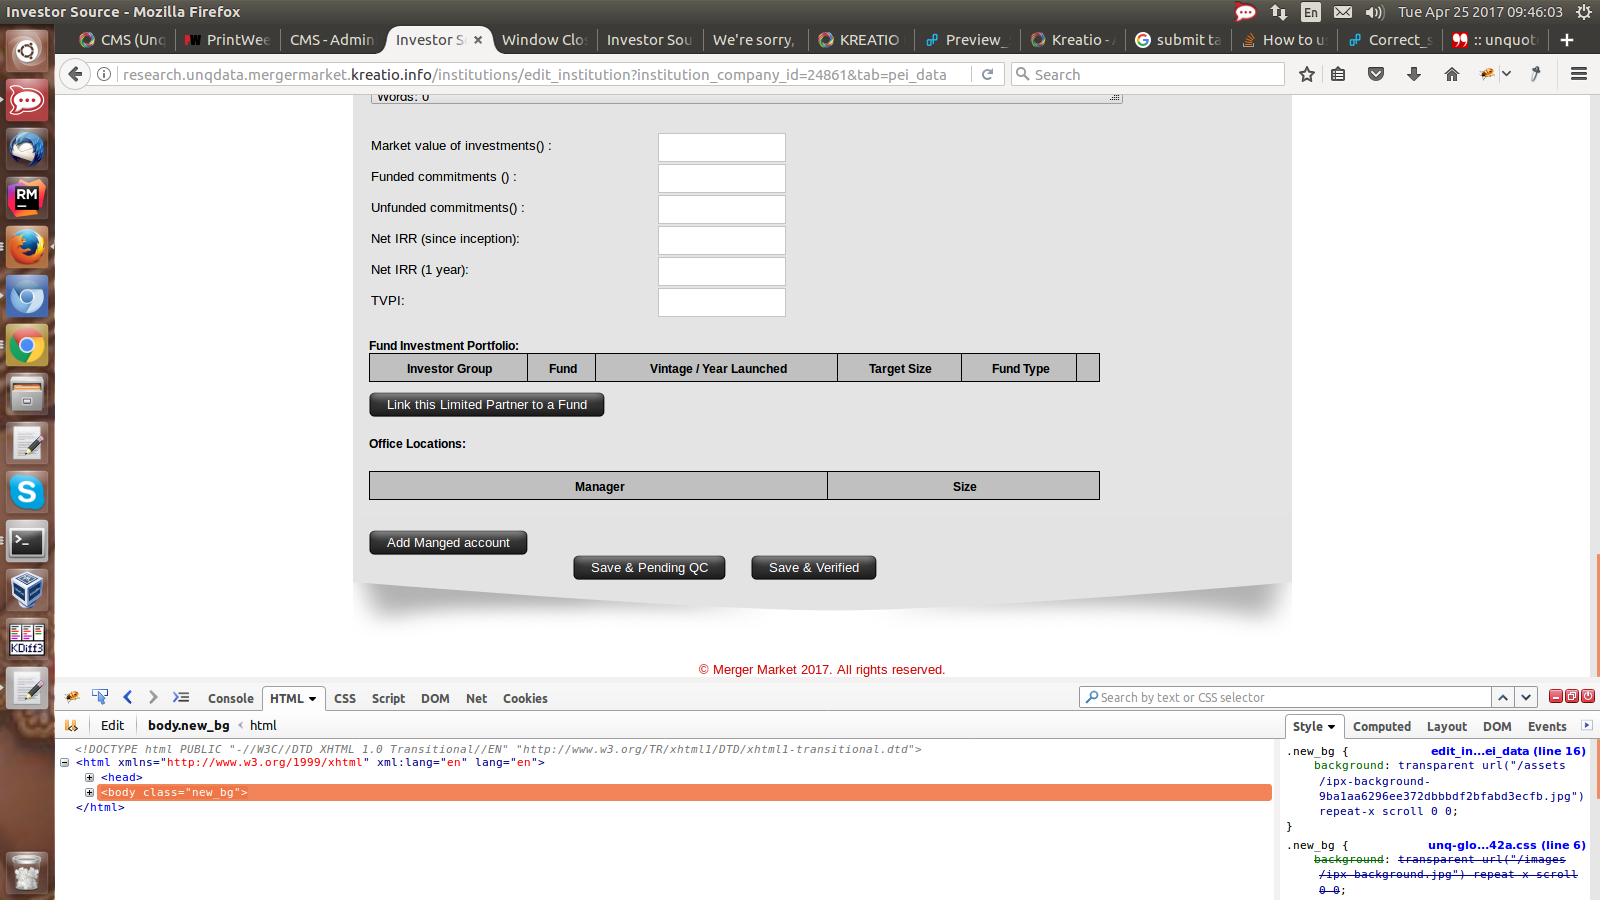 Investor Source - Mozilla Firefox
En
Tue Apr 25 2017 09:46:03
CMS (Unq
PrintWee
CMS - Admin
Investor S
Window Clo
Investor Sou
We're sorry,
KREATIO
Preview_
Kreatio - A
submit ta
How to u
Correct_s
:: unquot
research.unqdata.mergermarket.kreatio.info/institutions/edit_institution?institution_company_id=24861&tab=pei_data
Search
Words: 0
Market value of investments() :
Funded commitments () :
Unfunded commitments() :
Net IRR (since inception):
Net IRR (1 year):
TVPI:
Fund Investment Portfolio:
Investor Group Fund Vintage / Year Launched Target Size Fund Type
Link this Limited Partner to a Fund
Office Locations:
Manager Size
Add Manged account
Save & Pending QC Save & Verified
© Merger Market 2017. All rights reserved.
Console HTML CSS Script DOM Net Cookies
Search by text or CSS selector
Edit body.new_bg < html
Style Computed Layout DOM Events
<!DOCTYPE html PUBLIC "-//W3C//DTD XHTML 1.0 Transitional//EN" "http://www.w3.org/TR/xhtml1/DTD/xhtml1-transitional.dtd">
<html xmlns="http://www.w3.org/1999/xhtml" xml:lang="en" lang="en">
<head>
<body class="new_bg">
</html>
.new_bg { edit_in...ei_data (line 16)
background: transparent url("/assets
/ipx-background-
9ba1aa6296ee372dbbbdf2bfabd3ecfb.jpg")
repeat-x scroll 0 0;
}
.new_bg { unq-glo...42a.css (line 6)
background: transparent url("/images
/ipx-background.jpg") repeat-x scroll
0 0;
RM
KDiff3